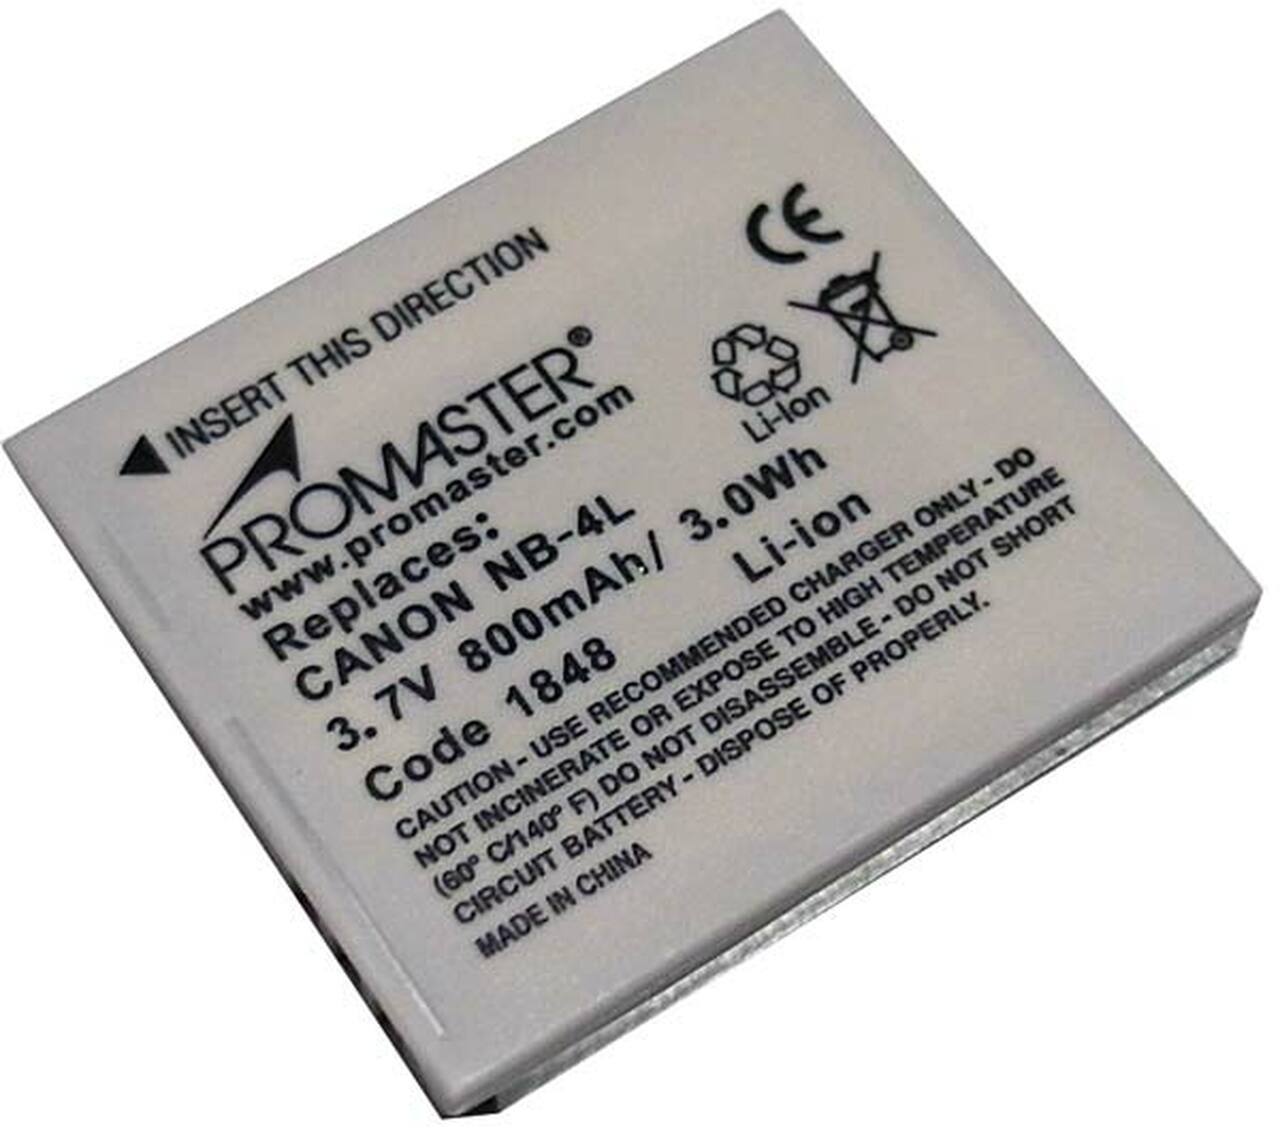 INSERT THIS DIRECTION
PROMASTER®
www.promaster.com
Replaces:
CANON NB-4L
3.7V 800mAh/ 3.0Wh
Code 1848 Li-ion
CAUTION - USE RECOMMENDED CHARGER ONLY - DO
NOT INCINERATE OR EXPOSE TO HIGH TEMPERATURE
(60° C/140° F) DO NOT DISASSEMBLE - DO NOT SHORT
CIRCUIT BATTERY - DISPOSE OF PROPERLY.
MADE IN CHINA
CE
Li-Ion